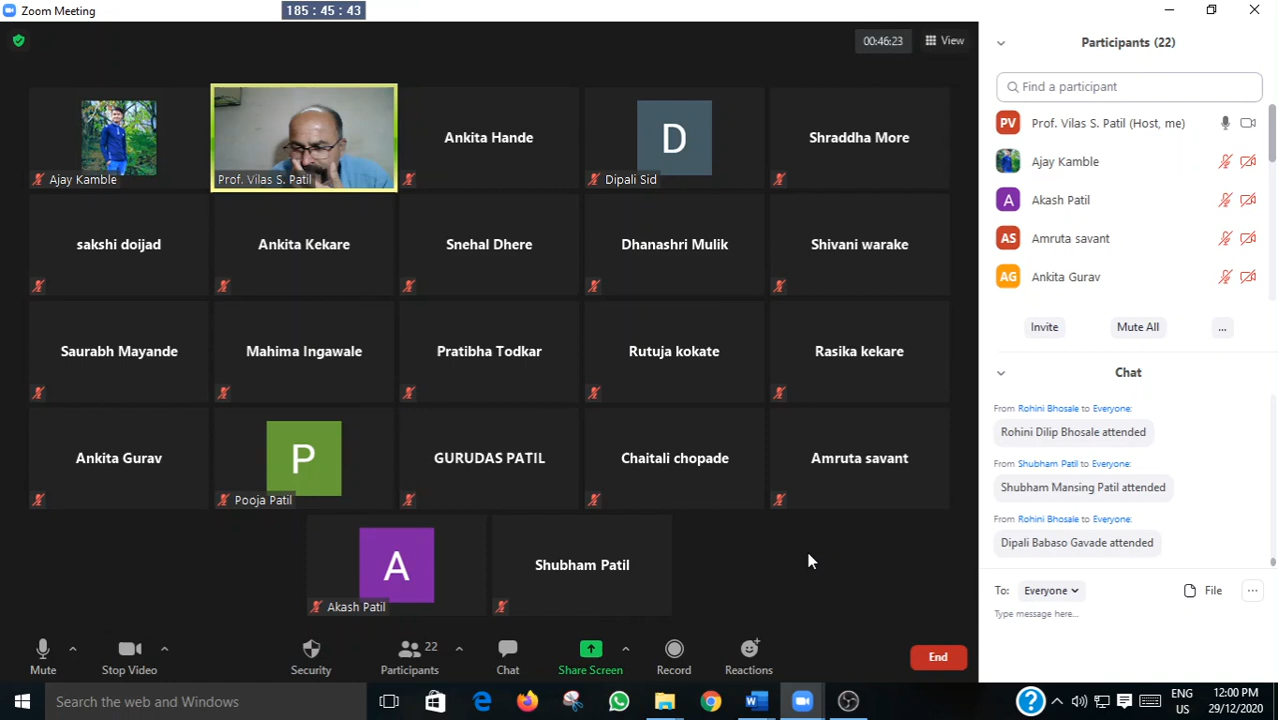 Zoom Meeting
185 : 45 : 43
00:46:23
View
Ajay Kamble
Prof. Vilas S. Patil
Ankita Hande
D
Dipali Sid
Shraddha More
sakshi doijad
Ankita Kekare
Snehal Dhere
Dhanashri Mulik
Shivani warake
Saurabh Mayande
Mahima Ingawale
Pratibha Todkar
Rutuja kokate
Rasika kekare
Ankita Gurav
P
Pooja Patil
GURUDAS PATIL
Chaitali chopade
Amruta savant
A
Akash Patil
Shubham Patil
Mute
Stop Video
Security
22
Participants
Chat
Share Screen
Record
Reactions
End
Participants (22)
Find a participant
PV Prof. Vilas S. Patil (Host, me)
Ajay Kamble
A Akash Patil
AS Amruta savant
AG Ankita Gurav
Invite
Mute All
...
Chat
From Rohini Bhosale to Everyone:
Rohini Dilip Bhosale attended
From Shubham Patil to Everyone:
Shubham Mansing Patil attended
From Rohini Bhosale to Everyone:
Dipali Babaso Gavade attended
To: Everyone
File
...
Type message here...
Search the web and Windows
ENG
US
12:00 PM
29/12/2020